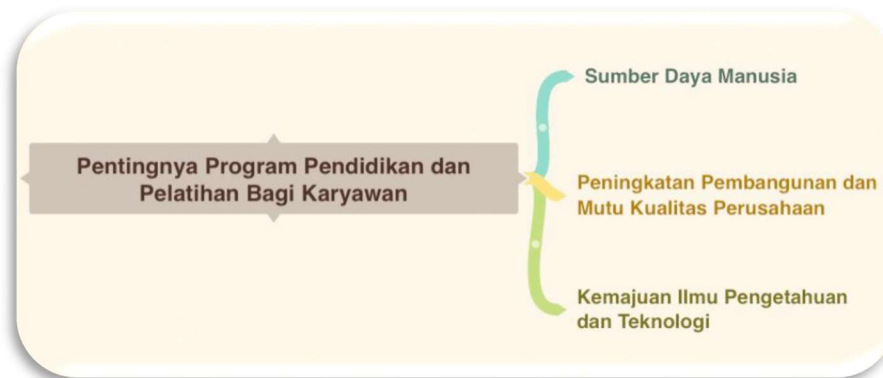 Pentingnya Program Pendidikan dan
Pelatihan Bagi Karyawan
Sumber Daya Manusia
Peningkatan Pembangunan dan
Mutu Kualitas Perusahaan
Kemajuan Ilmu Pengetahuan
dan Teknologi